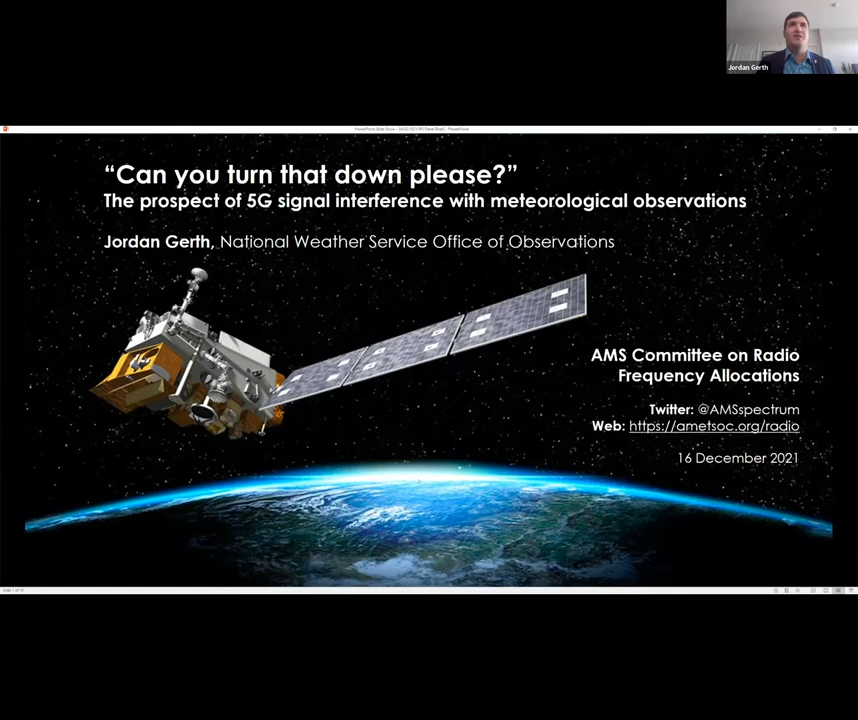 Jordan Gerth
“Can you turn that down please?”
The prospect of 5G signal interference with meteorological observations
Jordan Gerth, National Weather Service Office of Observations
AMS Committee on Radio
Frequency Allocations
Twitter: @AMSspectrum
Web: https://ametsoc.org/radio
16 December 2021